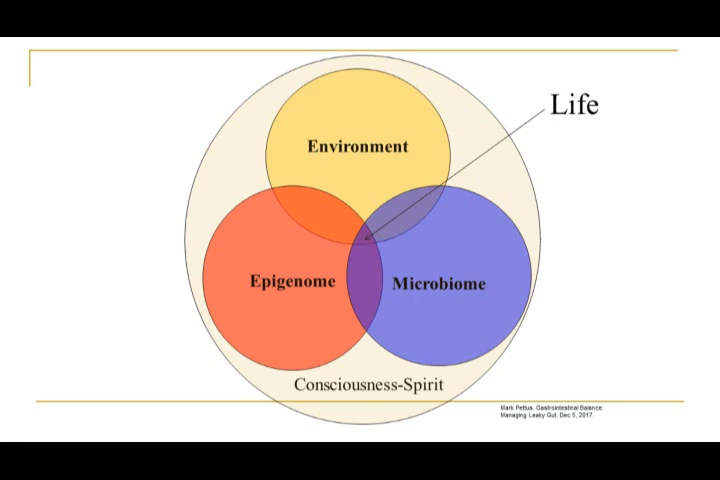 Life
Environment
Epigenome
Microbiome
Consciousness-Spirit
Mark Pettus. Gastrointestinal Balance:
Managing Leaky Gut. Dec 5, 2017.